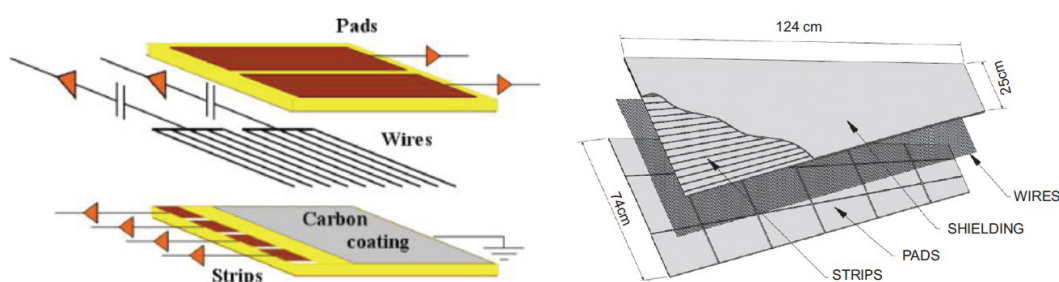 Pads
Wires
Carbon
coating
Strips
124 cm
25cm
74cm
WIRES
SHIELDING
PADS
STRIPS